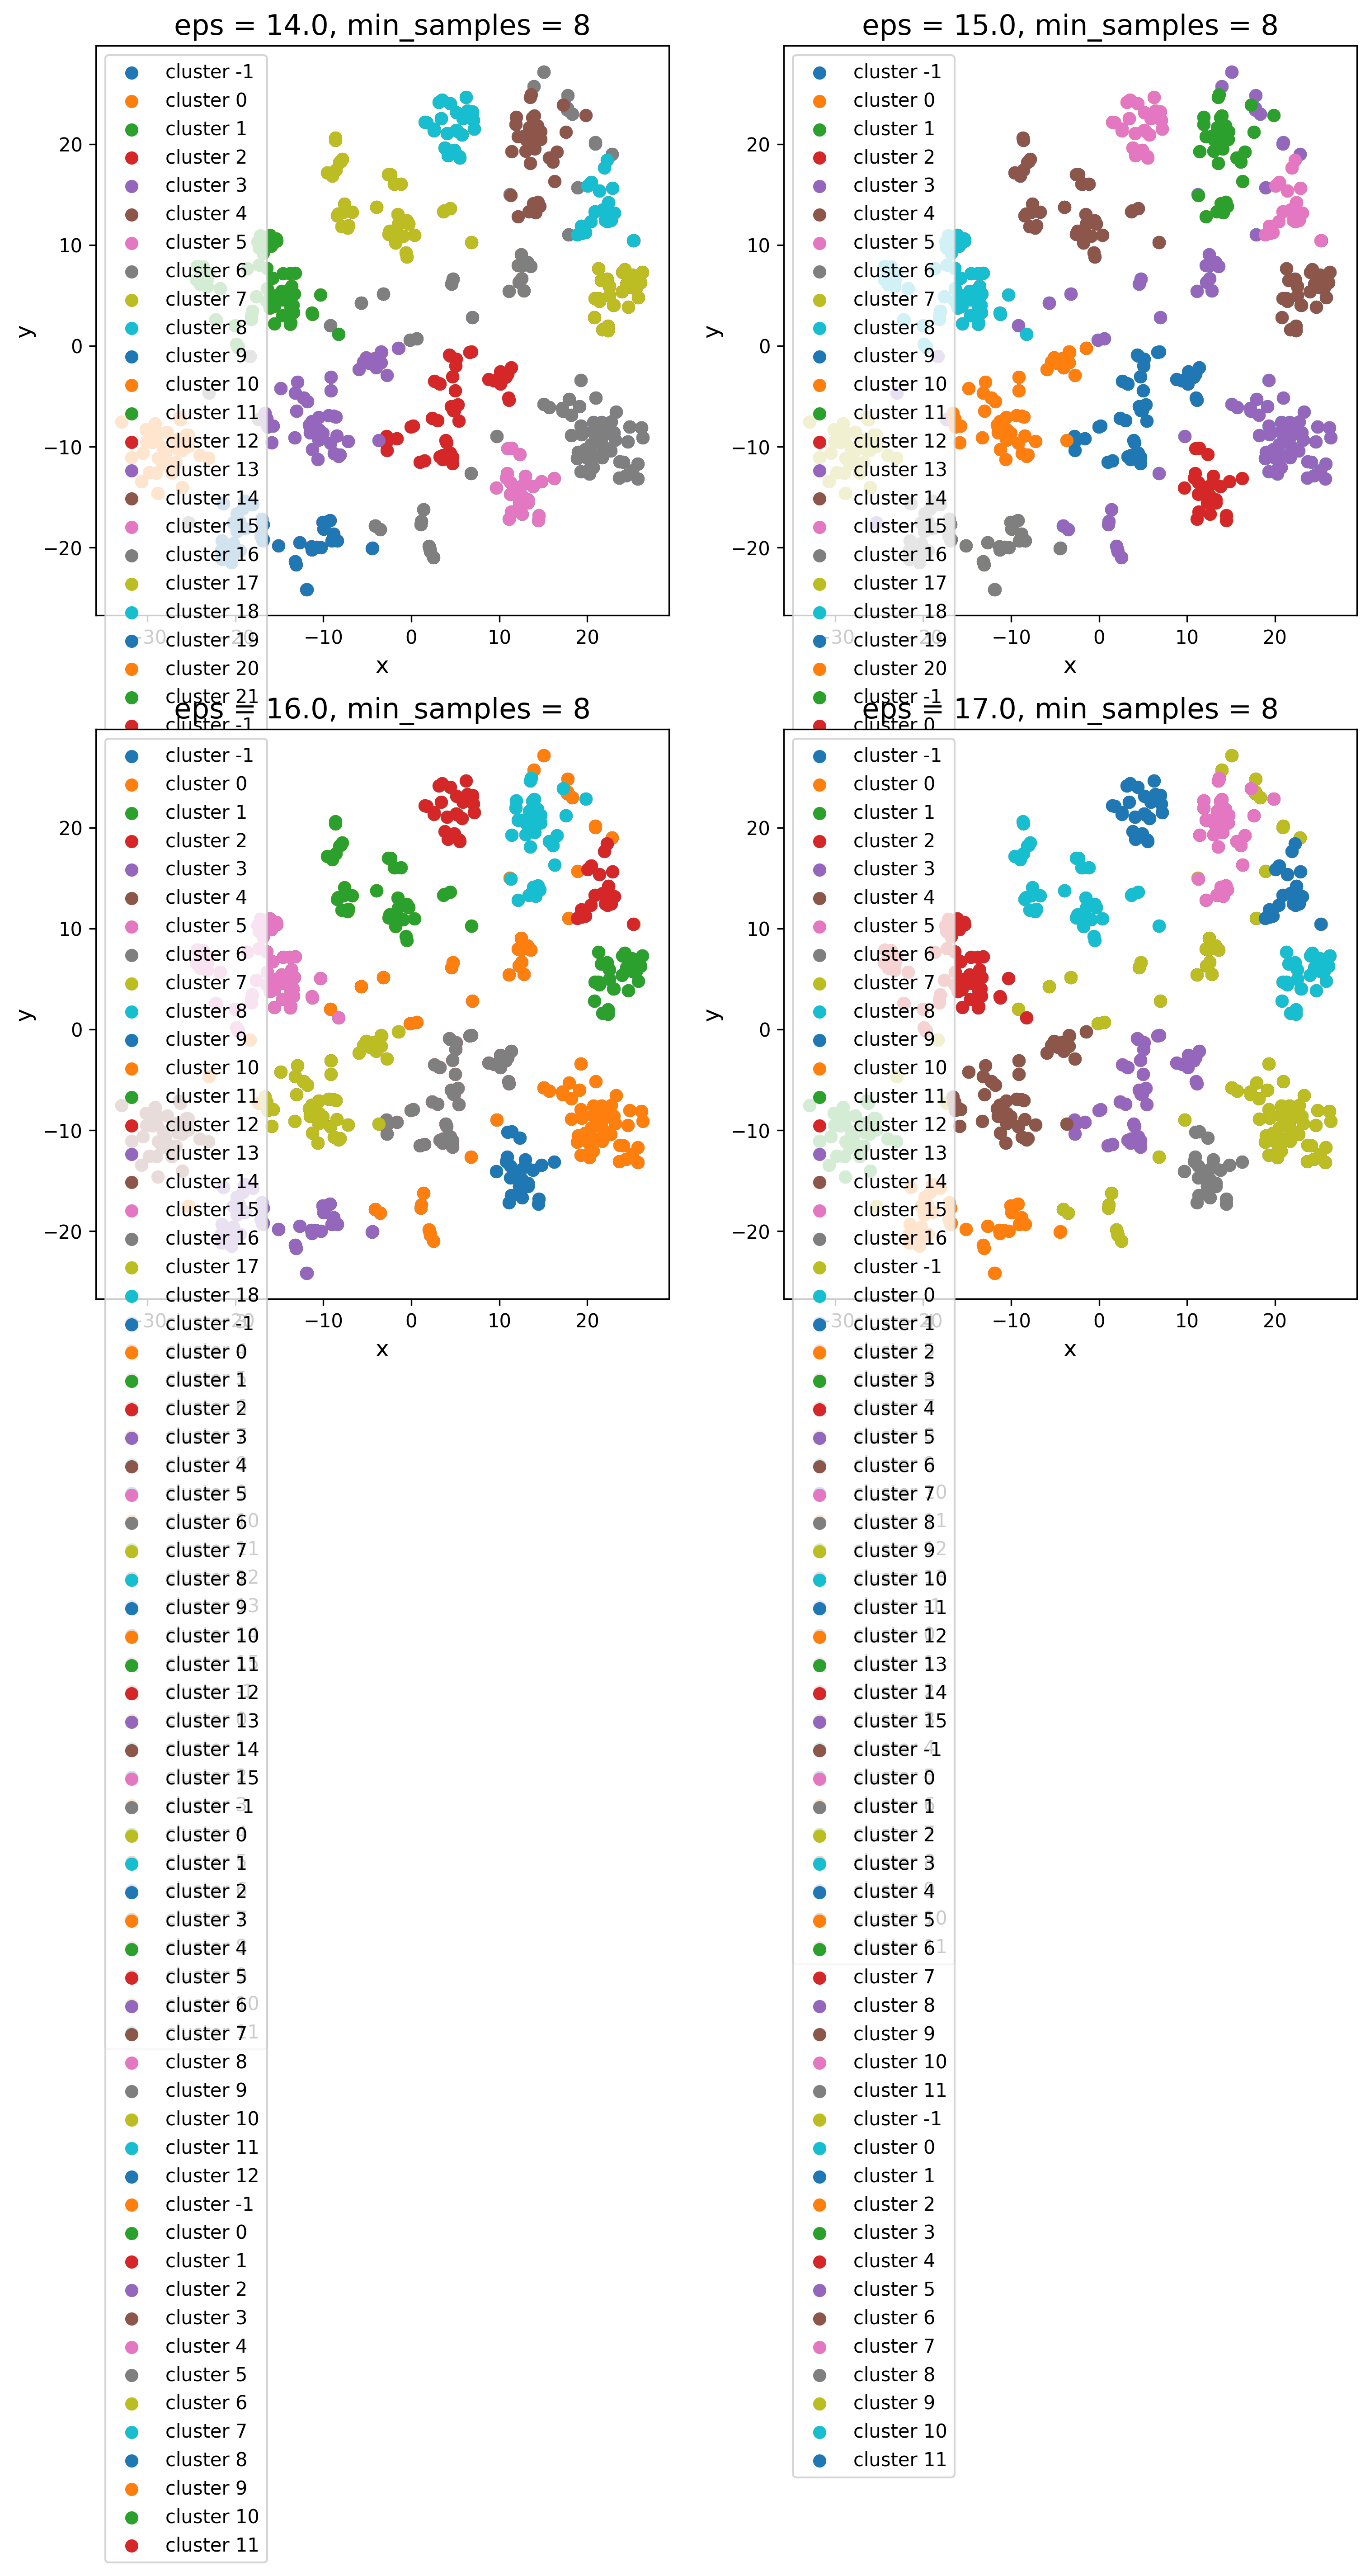 eps = 14.0, min_samples = 8
cluster -1
cluster 0
cluster 1
cluster 2
cluster 3
cluster 4
cluster 5
cluster 6
cluster 7
cluster 8
cluster 9
cluster 10
cluster 11
cluster 12
cluster 13
cluster 14
cluster 15
cluster 16
cluster 17
cluster 18
cluster 19
cluster 20
cluster 21
cluster -1
20
10
0
−10
−20
y
−30
−20
−10
0
10
20
x
eps = 15.0, min_samples = 8
cluster -1
cluster 0
cluster 1
cluster 2
cluster 3
cluster 4
cluster 5
cluster 6
cluster 7
cluster 8
cluster 9
cluster 10
cluster 11
cluster 12
cluster 13
cluster 14
cluster 15
cluster 16
cluster 17
cluster 18
cluster 19
cluster 20
cluster -1
cluster 0
20
10
0
−10
−20
y
−30
−20
−10
0
10
20
x
eps = 16.0, min_samples = 8
cluster -1
cluster 0
cluster 1
cluster 2
cluster 3
cluster 4
cluster 5
cluster 6
cluster 7
cluster 8
cluster 9
cluster 10
cluster 11
cluster 12
cluster 13
cluster 14
cluster 15
cluster 16
cluster 17
cluster 18
cluster -1
cluster 0
cluster 1
cluster 2
cluster 3
cluster 4
cluster 5
cluster 6
cluster 7
cluster 8
cluster 9
cluster 10
cluster 11
cluster 12
cluster 13
cluster 14
cluster 15
cluster -1
cluster 0
cluster 1
cluster 2
cluster 3
cluster 4
cluster 5
cluster 6
cluster 7
cluster 8
cluster 9
cluster 10
cluster 11
cluster 12
cluster -1
cluster 0
cluster 1
cluster 2
cluster 3
cluster 4
cluster 5
cluster 6
cluster 7
cluster 8
cluster 9
cluster 10
cluster 11
20
10
0
−10
−20
y
−30
−20
−10
0
10
20
x
eps = 17.0, min_samples = 8
cluster -1
cluster 0
cluster 1
cluster 2
cluster 3
cluster 4
cluster 5
cluster 6
cluster 7
cluster 8
cluster 9
cluster 10
cluster 11
cluster 12
cluster 13
cluster 14
cluster 15
cluster 16
cluster -1
cluster 0
cluster 1
cluster 2
cluster 3
cluster 4
cluster 5
cluster 6
cluster 7
cluster 8
cluster 9
cluster 10
cluster 11
cluster 12
cluster 13
cluster 14
cluster 15
cluster -1
cluster 0
cluster 1
cluster 2
cluster 3
cluster 4
cluster 5
cluster 6
cluster 7
cluster 8
cluster 9
cluster 10
cluster 11
cluster -1
cluster 0
cluster 1
cluster 2
cluster 3
cluster 4
cluster 5
cluster 6
cluster 7
cluster 8
cluster 9
cluster 10
cluster 11
20
10
0
−10
−20
y
−30
−20
−10
0
10
20
x